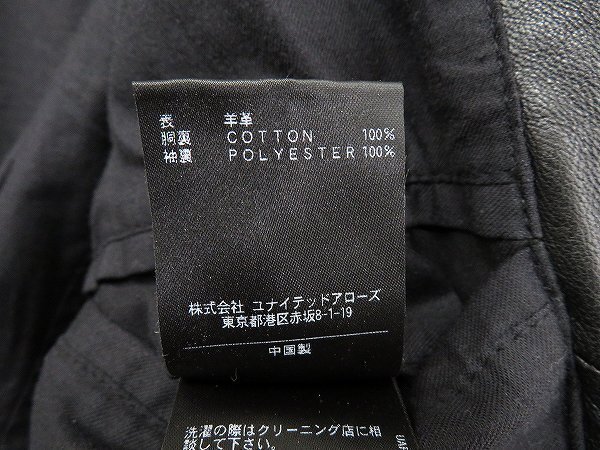 表 羊革
胴裏 COTTON 100%
袖裏 POLYESTER 100%
株式会社 ユナイテッドアローズ
東京都港区赤坂8-1-19
中国製
洗濯の際はクリーニング店に相
談して下さい。